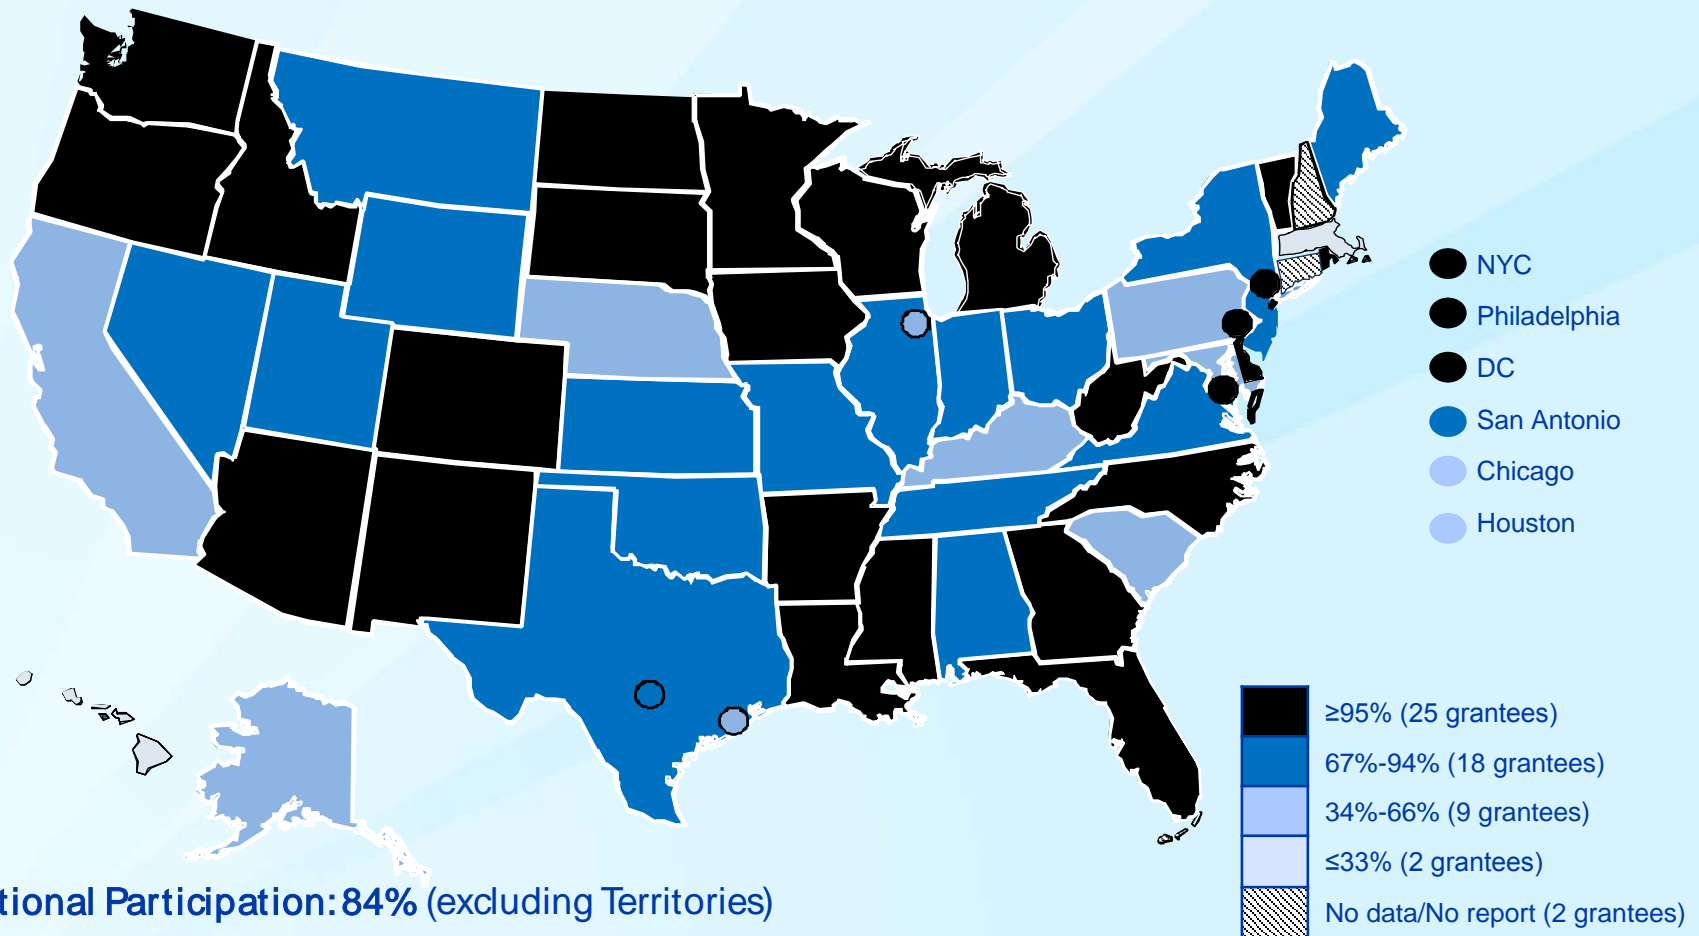 NYC
Philadelphia
DC
San Antonio
Chicago
Houston
≥95% (25 grantees)
67%-94% (18 grantees)
34%-66% (9 grantees)
≤33% (2 grantees)
No data/No report (2 grantees)
tional Participation: 84% (excluding Territories)